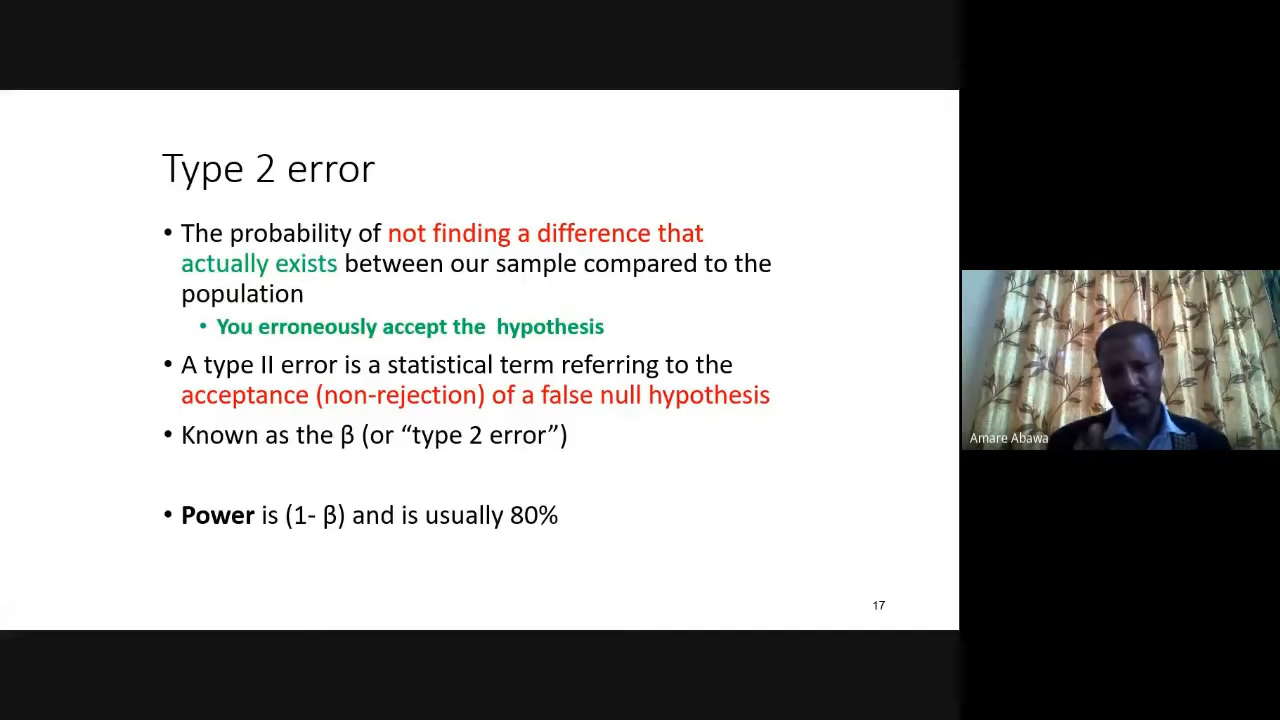 Type 2 error
• The probability of not finding a difference that
actually exists between our sample compared to the
population
• You erroneously accept the hypothesis
• A type II error is a statistical term referring to the
acceptance (non-rejection) of a false null hypothesis
• Known as the β (or “type 2 error”)
• Power is (1- β) and is usually 80%
17
Amare Abawa